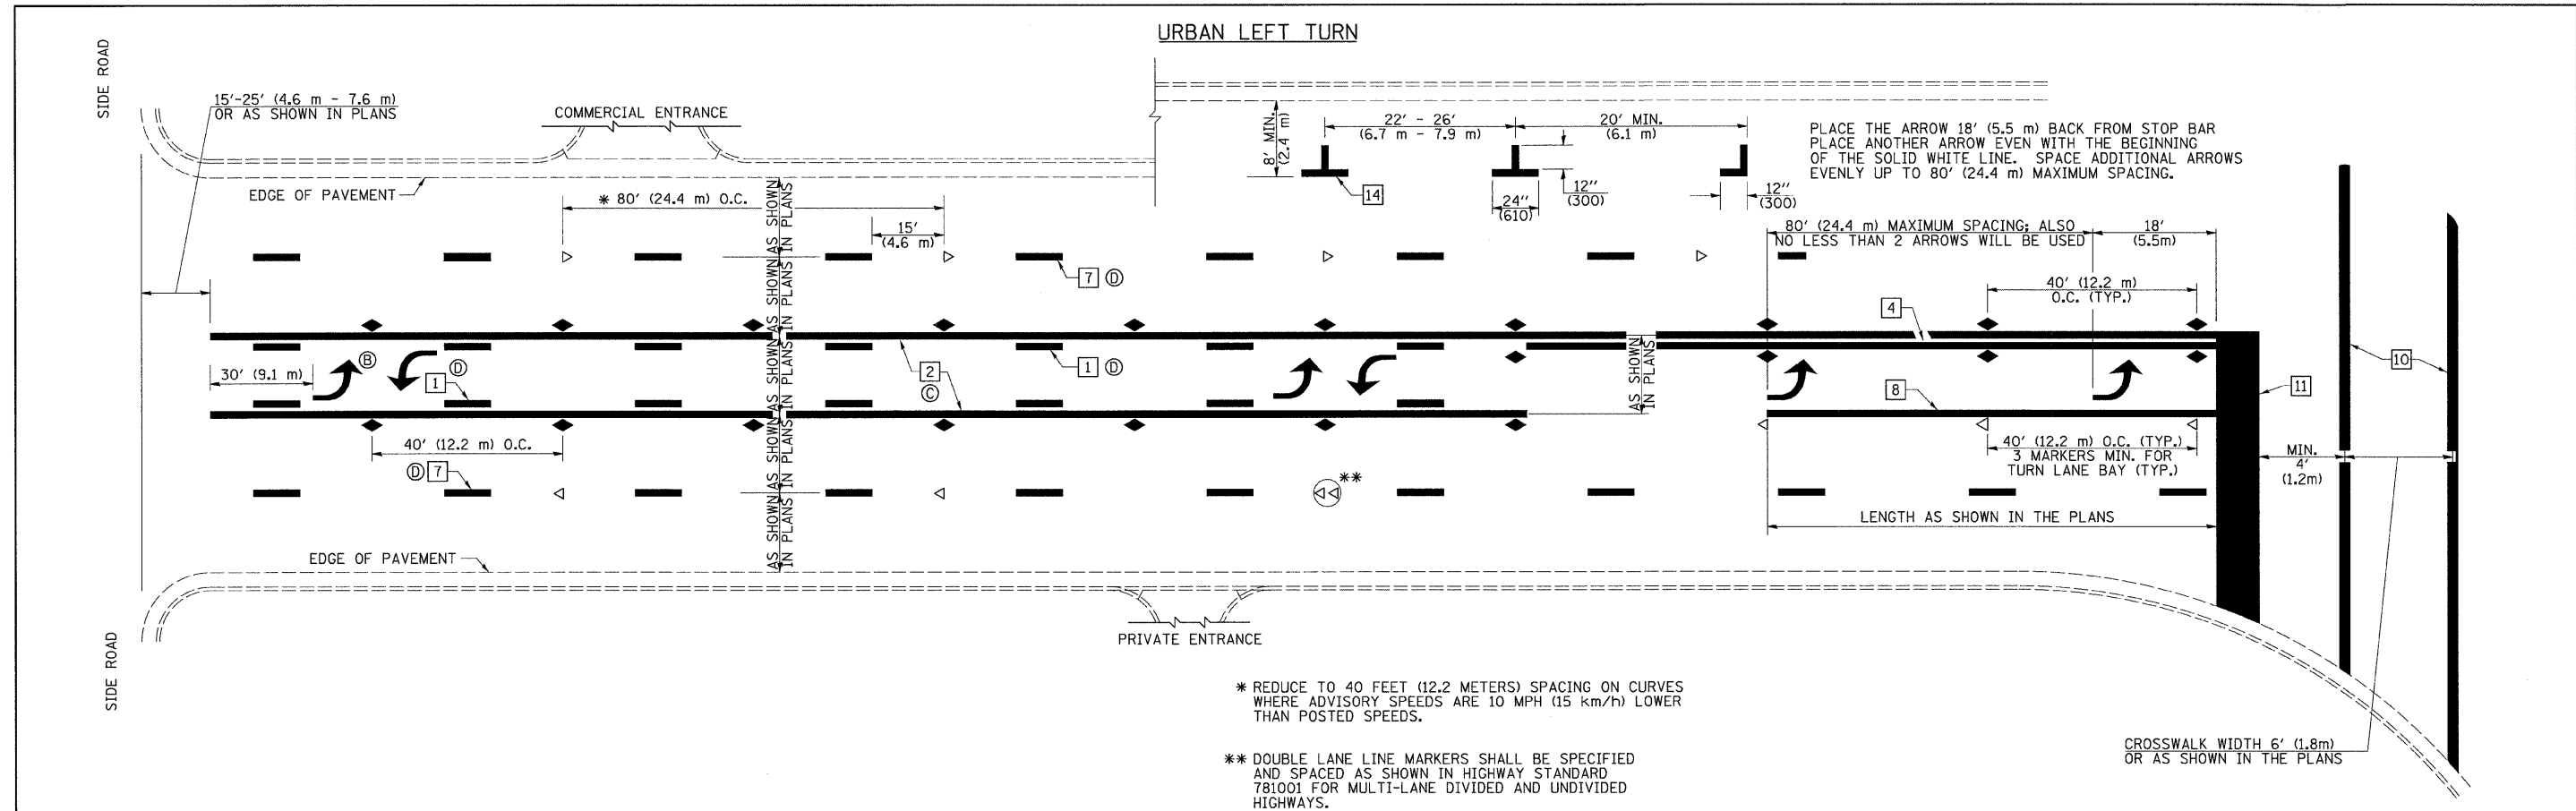 URBAN LEFT TURN
SIDE ROAD
15'-25' (4.6 m - 7.6 m)
OR AS SHOWN IN PLANS
COMMERCIAL ENTRANCE
EDGE OF PAVEMENT
* 80' (24.4 m) O.C.
15'
(4.6 m)
8' MIN.
(2.4 m)
22' - 26'
(6.7 m - 7.9 m)
20' MIN.
(6.1 m)
14
24"
(610)
12"
(300)
12"
(300)
PLACE THE ARROW 18' (5.5 m) BACK FROM STOP BAR
PLACE ANOTHER ARROW EVEN WITH THE BEGINNING
OF THE SOLID WHITE LINE. SPACE ADDITIONAL ARROWS
EVENLY UP TO 80' (24.4 m) MAXIMUM SPACING.
80' (24.4 m) MAXIMUM SPACING; ALSO
NO LESS THAN 2 ARROWS WILL BE USED
18'
(5.5m)
7 D
40' (12.2 m)
O.C. (TYP.)
4
AS SHOWN
IN PLANS
AS SHOWN
IN PLANS
AS SHOWN
IN PLANS
AS SHOWN
IN PLANS
AS SHOWN
IN PLANS
30' (9.1 m)
B
D
1
2
C
1 D
AS SHOWN
IN PLANS
8
11
10
40' (12.2 m) O.C.
D 7
**
40' (12.2 m) O.C. (TYP.)
3 MARKERS MIN. FOR
TURN LANE BAY (TYP.)
MIN.
4'
(1.2m)
LENGTH AS SHOWN IN THE PLANS
EDGE OF PAVEMENT
SIDE ROAD
PRIVATE ENTRANCE
* REDUCE TO 40 FEET (12.2 METERS) SPACING ON CURVES
WHERE ADVISORY SPEEDS ARE 10 MPH (15 km/h) LOWER
THAN POSTED SPEEDS.
** DOUBLE LANE LINE MARKERS SHALL BE SPECIFIED
AND SPACED AS SHOWN IN HIGHWAY STANDARD
781001 FOR MULTI-LANE DIVIDED AND UNDIVIDED
HIGHWAYS.
CROSSWALK WIDTH 6' (1.8m)
OR AS SHOWN IN THE PLANS